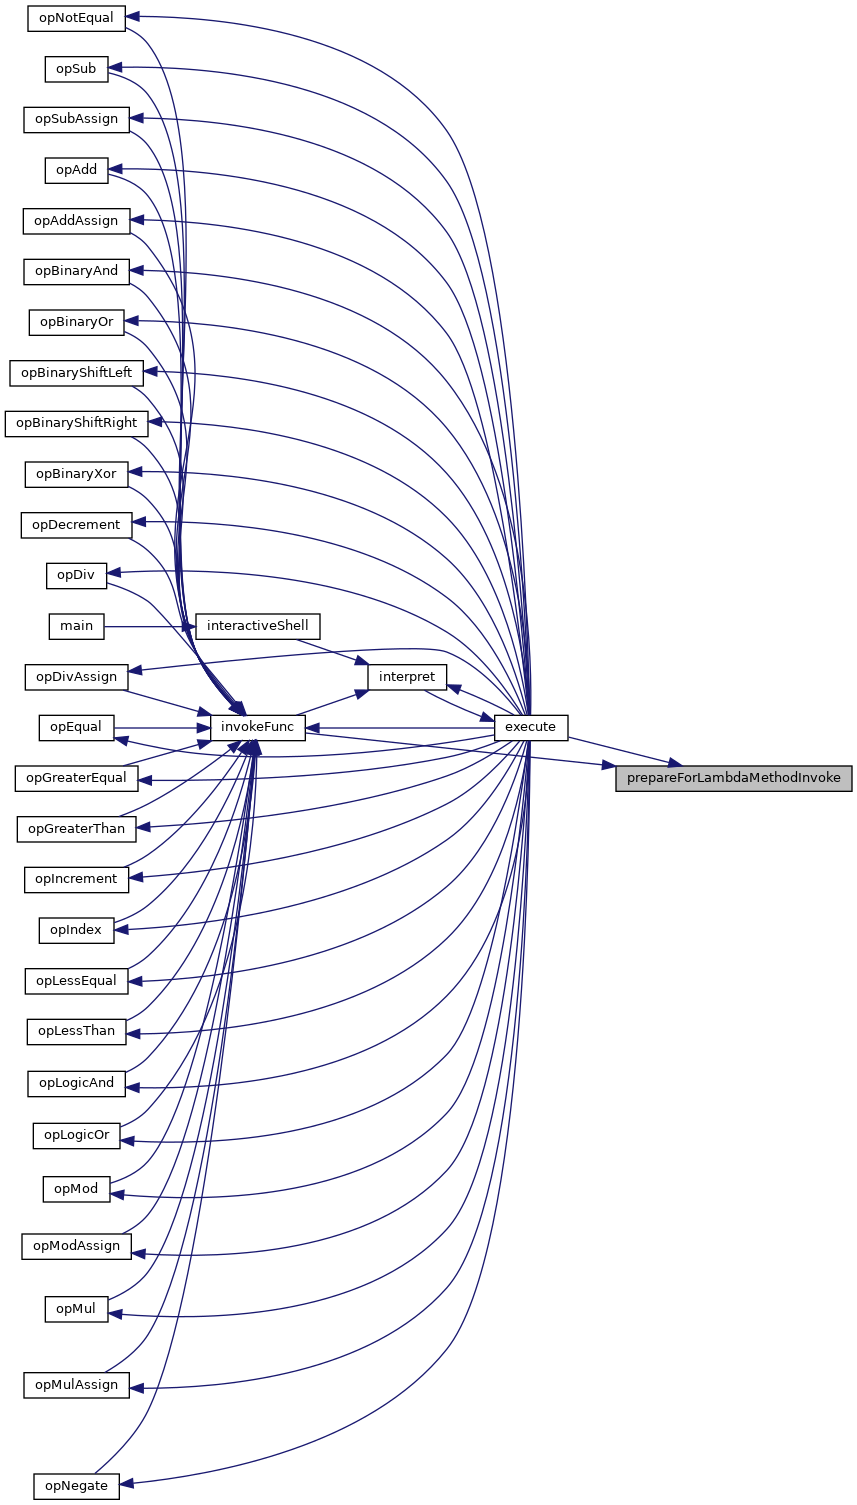 opNotEqual
opSub
opSubAssign
opAdd
opAddAssign
opBinaryAnd
opBinaryOr
opBinaryShiftLeft
opBinaryShiftRight
opBinaryXor
opDecrement
opDiv
main
interactiveShell
opDivAssign
interpret
opEqual
invokeFunc
execute
opGreaterEqual
prepareForLambdaMethodInvoke
opGreaterThan
opIncrement
opIndex
opLessEqual
opLessThan
opLogicAnd
opLogicOr
opMod
opModAssign
opMul
opMulAssign
opNegate